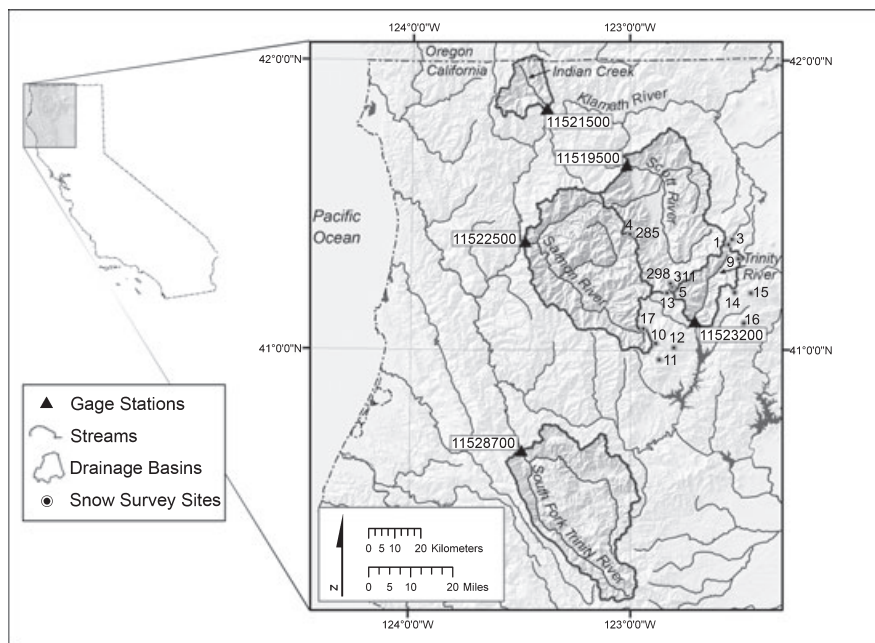 124°0'0"W
123°0'0"W
42°0'0"N
42°0'0"N
Oregon
California
Indian Creek
Klamath River
11521500
11519500
Scott River
Pacific
Ocean
11522500
Salmon River
4
285
1
3
9
Trinity
River
298
311
13
5
14
15
17
16
10
12
11523200
11
41°0'0"N
41°0'0"N
11528700
South Fork Trinity River
Gage Stations
Streams
Drainage Basins
Snow Survey Sites
N
0 5 10 20 Kilometers
0 5 10 20 Miles
124°0'0"W
123°0'0"W